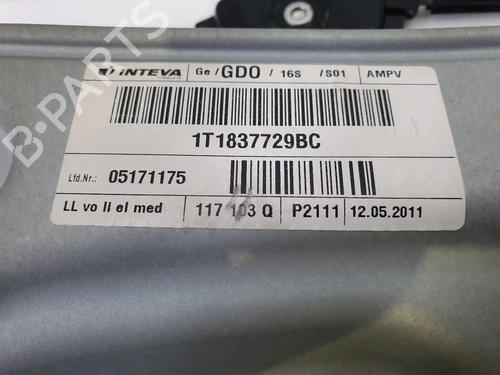 INTEVA Ge / GDO / 16S / S01 AMPV
1T1837729BC
Lfd.Nr.: 05171175
LL vo li el med 117 103 Q P2111 12.05.2011